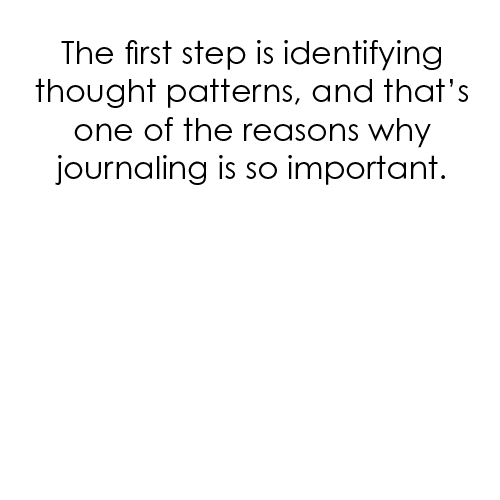 The first step is identifying
thought patterns, and that’s
one of the reasons why
journaling is so important.